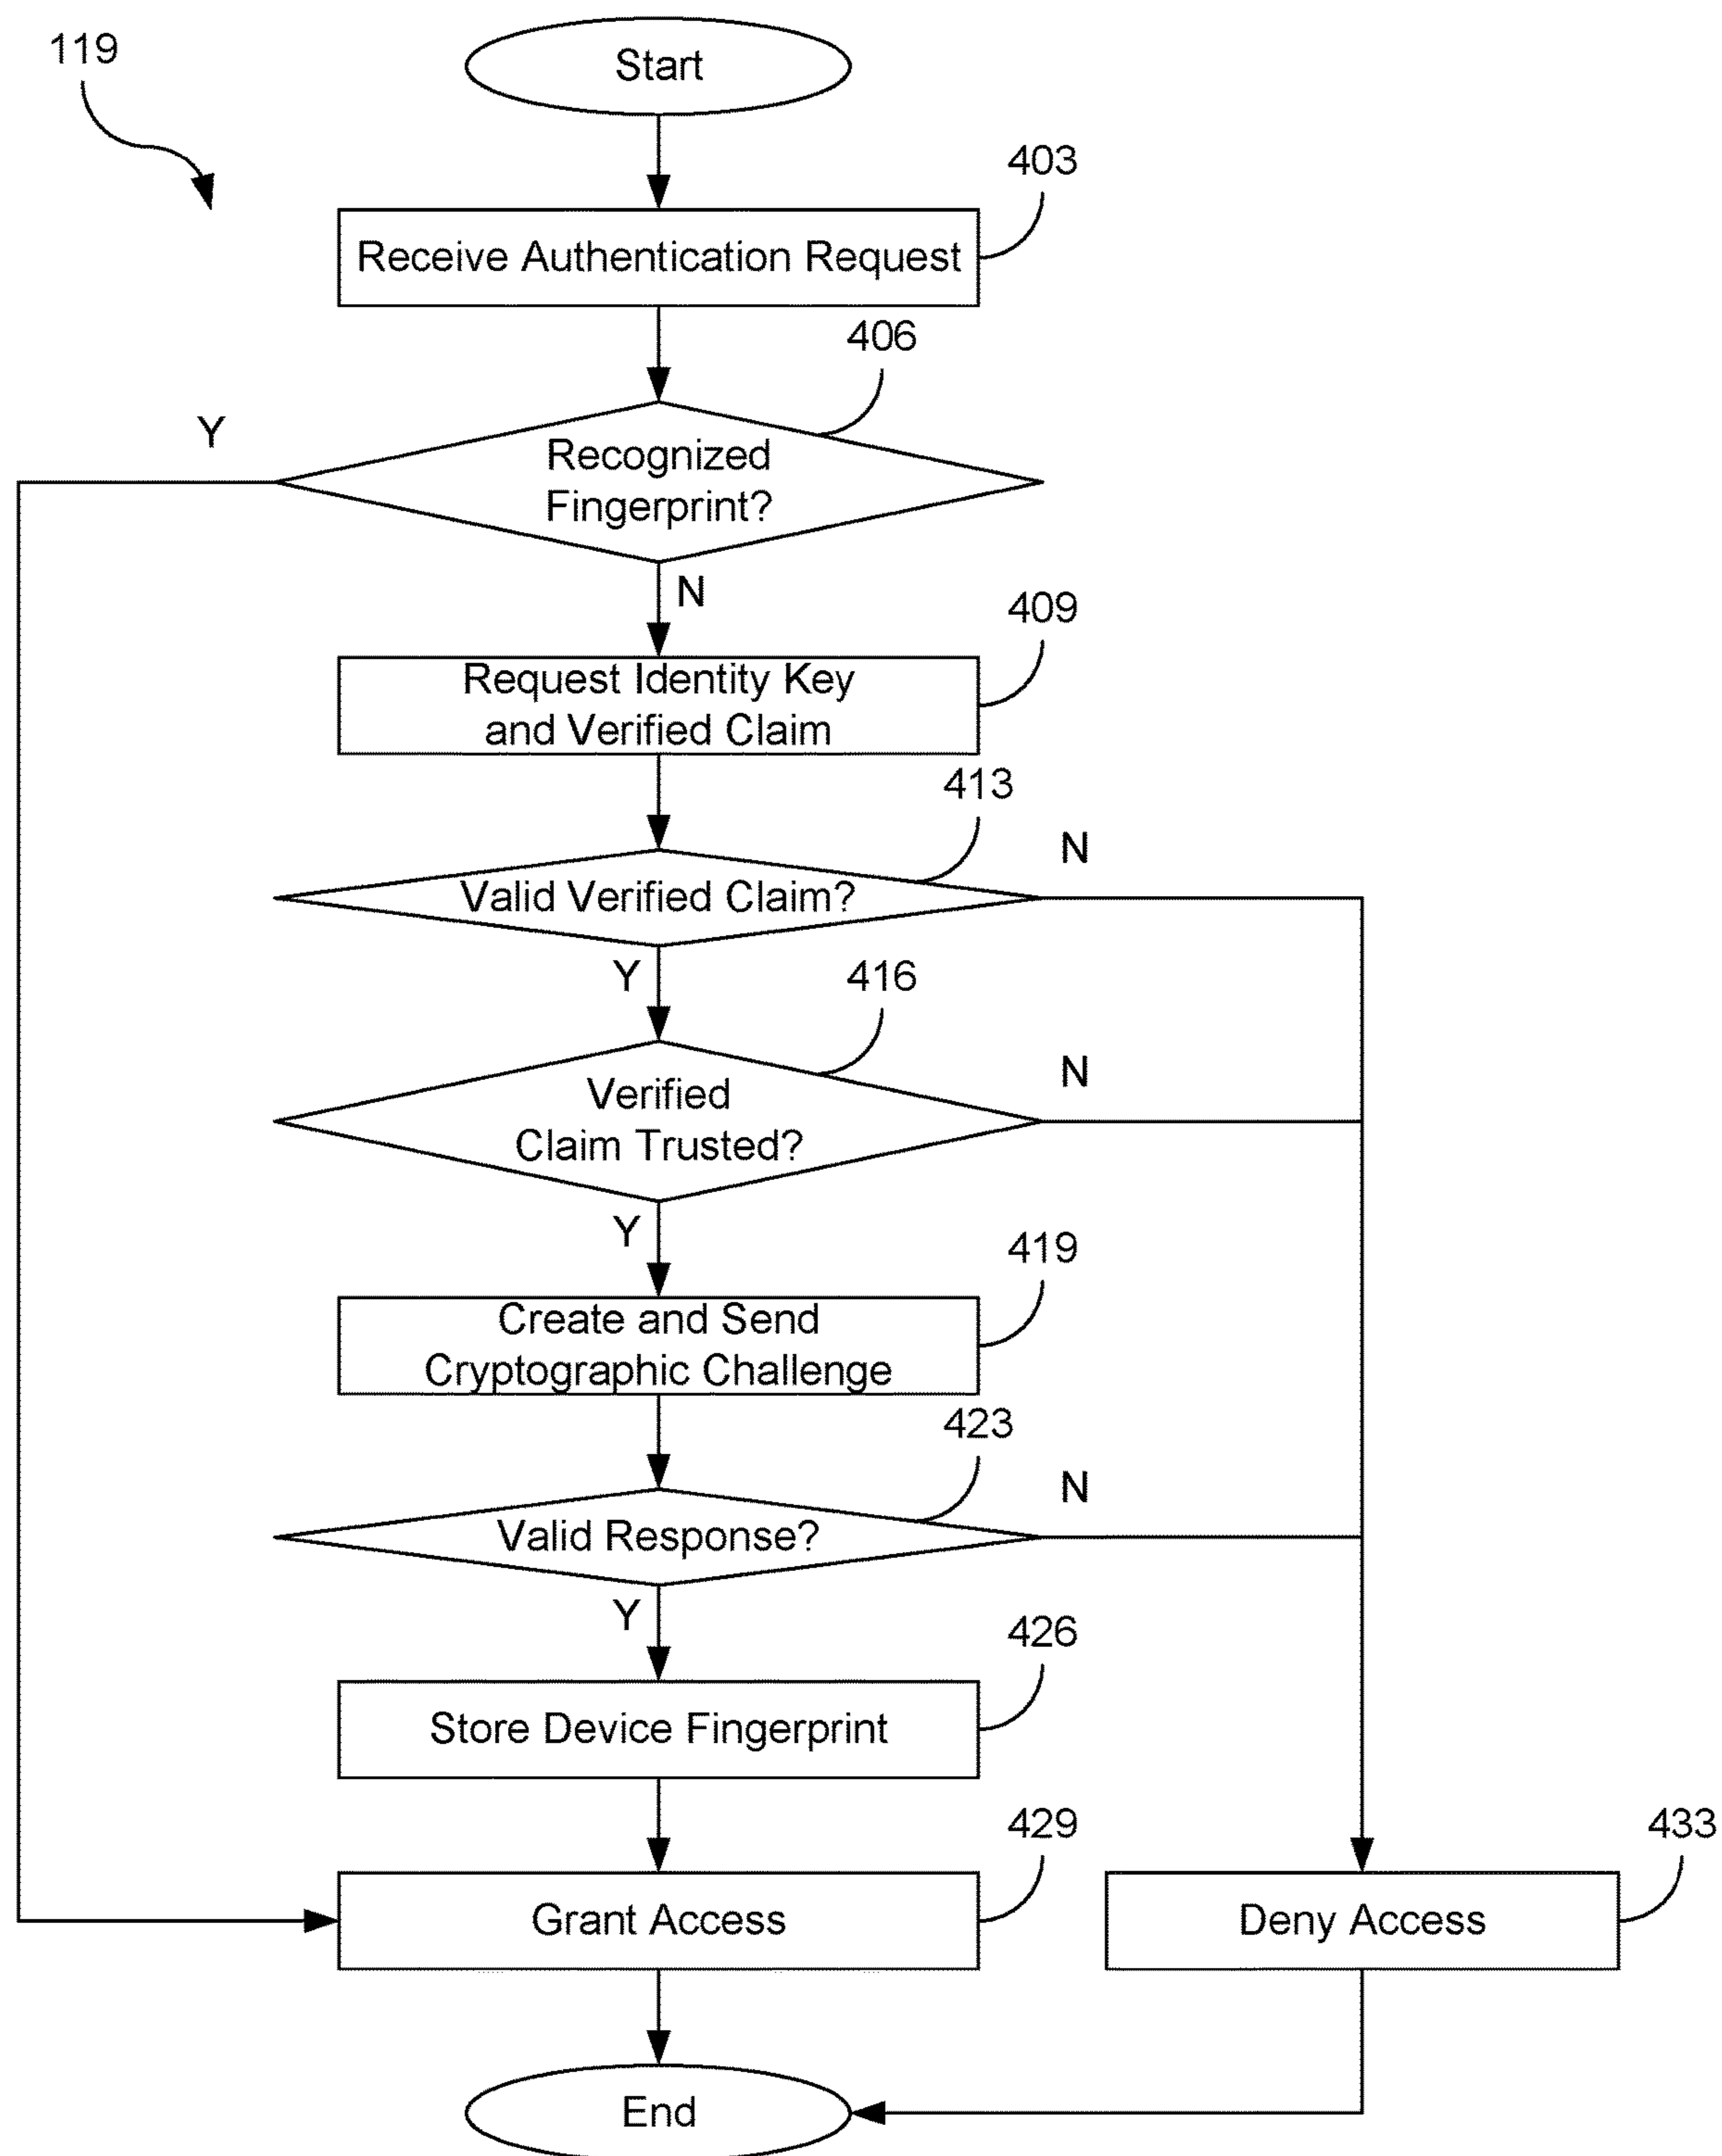 119
Start
403
Receive Authentication Request
406
Y
Recognized
Fingerprint?
N
409
Request Identity Key
and Verified Claim
413
N
Valid Verified Claim?
Y
416
N
Verified
Claim Trusted?
Y
419
Create and Send
Cryptographic Challenge
423
N
Valid Response?
Y
426
Store Device Fingerprint
429
433
Grant Access
Deny Access
End